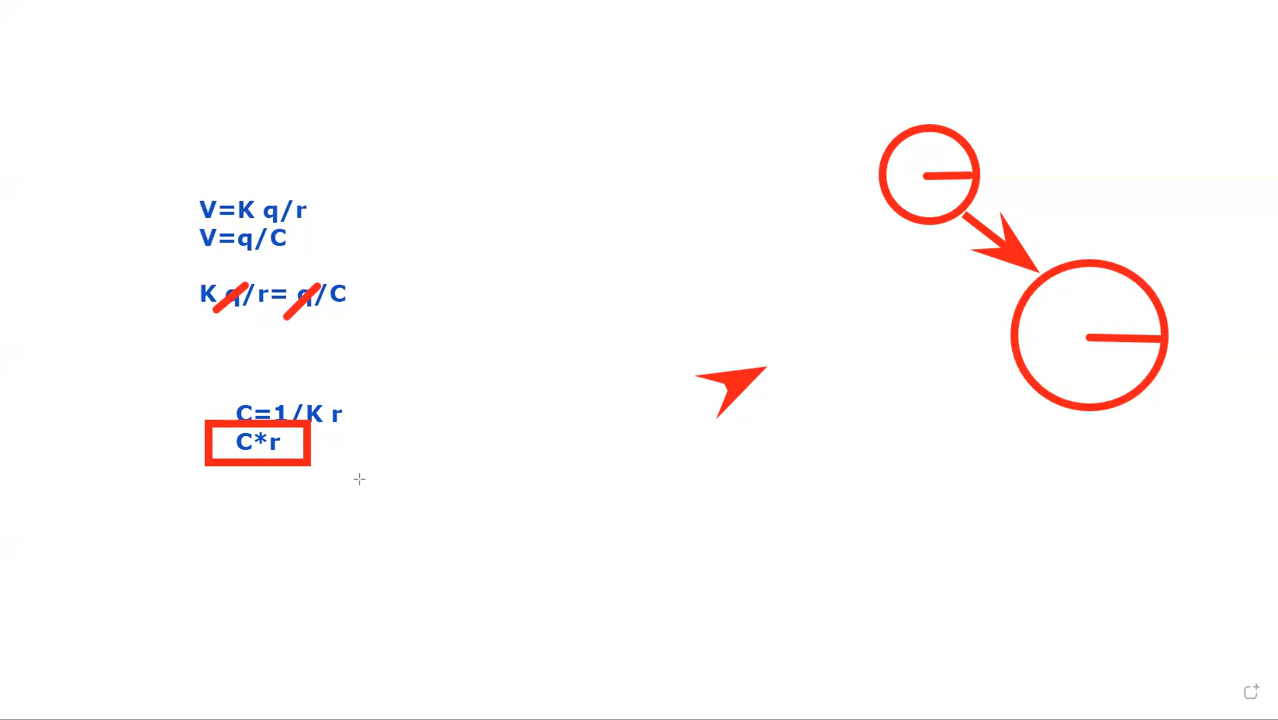 V=K q/r
V=q/C
K q/r= q/C
C=1/K r
C*r